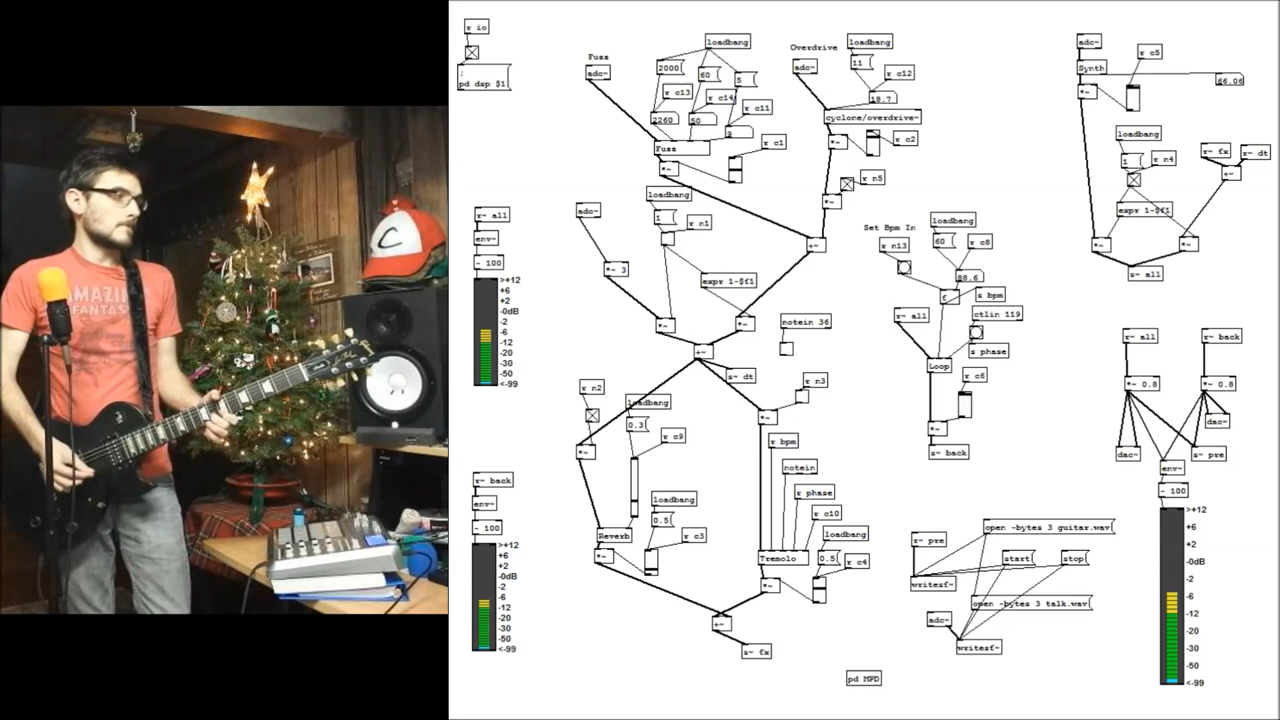 AMAZIN
FANTAS
C
r io
;
pd dsp $1
r~ all
env~
- 100
>+12
+6
+2
-0dB
-2
-6
-12
-20
-30
-50
<-99
r~ back
env~
- 100
>+12
+6
+2
-0dB
-2
-6
-12
-20
-30
-50
<-99
Fuzz
adc~
loadbang
2000
60
5
r c13
r c14
r c11
2260
50
9
Fuzz
r c1
*~
Overdrive
adc~
loadbang
11
r c12
18.7
cyclone/overdrive~
*~
r c2
r n5
*~
loadbang
adc~
1
r n1
+~
*~ 3
expr 1-$f1
*~
*~
notein 36
+~
s~ dt
r n2
loadbang
0.3
r c9
*~
r n3
*~
r bpm
notein
r phase
r c10
loadbang
0.5
r c3
Reverb
*~
loadbang
0.5
r c4
Tremolo
*~
+~
s~ fx
Set Bpm In
r n13
loadbang
60
r c8
88.6
f
s bpm
r~ all
ctlin 119
s phase
Loop
r c6
*~
s~ back
adc~
Synth
r c5
66.06
*~
loadbang
1
r n4
r~ fx
r~ dt
+~
expr 1-$f1
*~
*~
s~ all
r~ all
r~ back
*~ 0.8
*~ 0.8
dac~
dac~
s~ pre
env~
- 100
>+12
+6
+2
-0dB
-2
-6
-12
-20
-30
-50
<-99
r~ pre
open -bytes 3 guitar.wav
start
stop
writesf~
open -bytes 3 talk.wav
adc~
writesf~
pd MPD